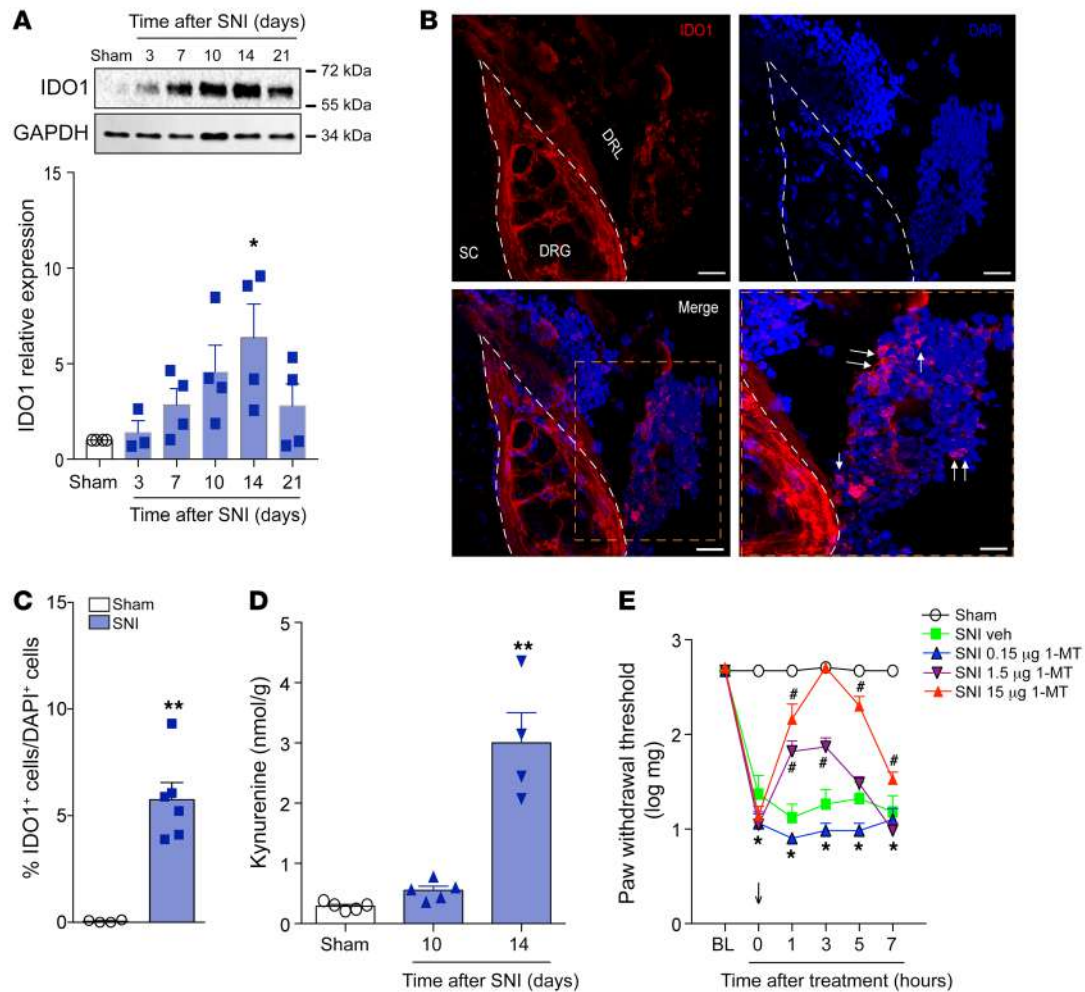 A
Time after SNI (days)
Sham 3 7 10 14 21
IDO1
72 kDa
55 kDa
GAPDH
34 kDa
IDO1 relative expression
15
10
5
0
*
Sham 3 7 10 14 21
Time after SNI (days)
B
IDO1
DRL
SC
DRG
DAPI
Merge
C
Sham
SNI
% IDO1+ cells/DAPI+ cells
15
10
5
0
**
D
Kynurenine (nmol/g)
5
4
3
2
1
0
**
Sham 10 14
Time after SNI (days)
E
Sham
SNI veh
SNI 0.15 μg 1-MT
SNI 1.5 μg 1-MT
SNI 15 μg 1-MT
Paw withdrawal threshold
(log mg)
3
2
1
0
# #
# # #
* * * * *
BL 0 1 3 5 7
Time after treatment (hours)